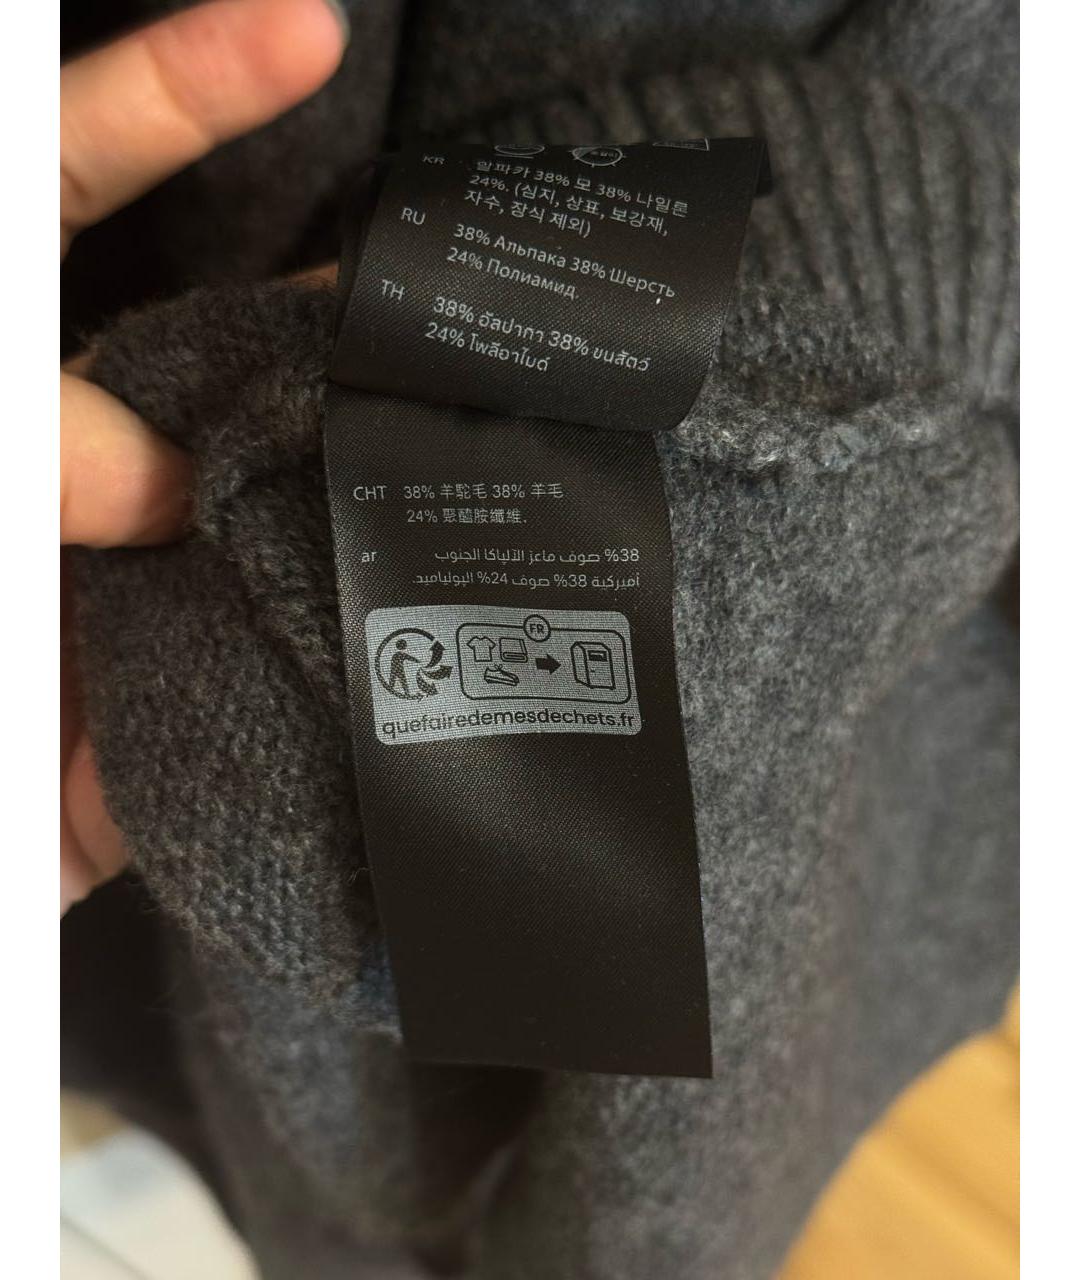 KR 알파카 38% 모 38% 나일론
24%. (심지, 상표, 보강재,
자수, 장식 제외)
RU 38% Альпака 38% Шерсть
24% Полиамид.
TH 38% อัลปากา 38% ขนสัตว์
24% โพลีอาไมด์
CHT 38% 羊駝毛 38% 羊毛
24% 聚醯胺纖維.
ar 38% صوف ماعز الآلپاكا الجنوب
أميركية 38% صوف 24% الپولياميد.
FR
quefairedemesdechets.fr